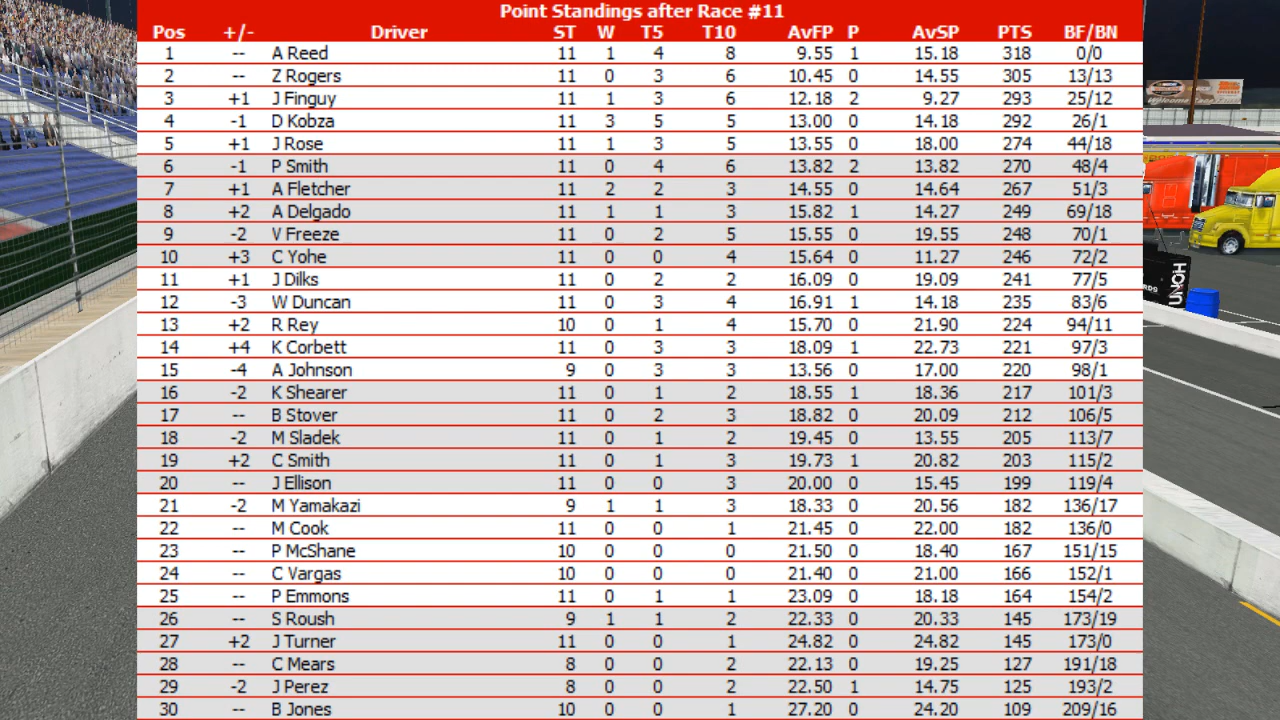 Point Standings after Race #11
Pos +/- Driver ST W T5 T10 AvFP P AvSP PTS BF/BN
1 -- A Reed 11 1 4 8 9.55 1 15.18 318 0/0
2 -- Z Rogers 11 0 3 6 10.45 0 14.55 305 13/13
3 +1 J Finguy 11 1 3 6 12.18 2 9.27 293 25/12
4 -1 D Kobza 11 3 5 5 13.00 0 14.18 292 26/1
5 +1 J Rose 11 1 3 5 13.55 0 18.00 274 44/18
6 -1 P Smith 11 0 4 6 13.82 2 13.82 270 48/4
7 +1 A Fletcher 11 2 2 3 14.55 0 14.64 267 51/3
8 +2 A Delgado 11 1 1 3 15.82 1 14.27 249 69/18
9 -2 V Freeze 11 0 2 5 15.55 0 19.55 248 70/1
10 +3 C Yohe 11 0 0 4 15.64 0 11.27 246 72/2
11 +1 J Dilks 11 0 2 2 16.09 0 19.09 241 77/5
12 -3 W Duncan 11 0 3 4 16.91 1 14.18 235 83/6
13 +2 R Rey 10 0 1 4 15.70 0 21.90 224 94/11
14 +4 K Corbett 11 0 3 3 18.09 1 22.73 221 97/3
15 -4 A Johnson 9 0 3 3 13.56 0 17.00 220 98/1
16 -2 K Shearer 11 0 1 2 18.55 1 18.36 217 101/3
17 -- B Stover 11 0 2 3 18.82 0 20.09 212 106/5
18 -2 M Sladek 11 0 1 2 19.45 0 13.55 205 113/7
19 +2 C Smith 11 0 1 3 19.73 1 20.82 203 115/2
20 -- J Ellison 11 0 0 3 20.00 0 15.45 199 119/4
21 -2 M Yamakazi 9 1 1 3 18.33 0 20.56 182 136/17
22 -- M Cook 11 0 0 1 21.45 0 22.00 182 136/0
23 -- P McShane 10 0 0 0 21.50 0 18.40 167 151/15
24 -- C Vargas 10 0 0 0 21.40 0 21.00 166 152/1
25 -- P Emmons 11 0 1 1 23.09 0 18.18 164 154/2
26 -- S Roush 9 1 1 2 22.33 0 20.33 145 173/19
27 +2 J Turner 11 0 0 1 24.82 0 24.82 145 173/0
28 -- C Mears 8 0 0 2 22.13 0 19.25 127 191/18
29 -2 J Perez 8 0 0 2 22.50 1 14.75 125 193/2
30 -- B Jones 10 0 0 1 27.20 0 24.20 109 209/16
UNOH